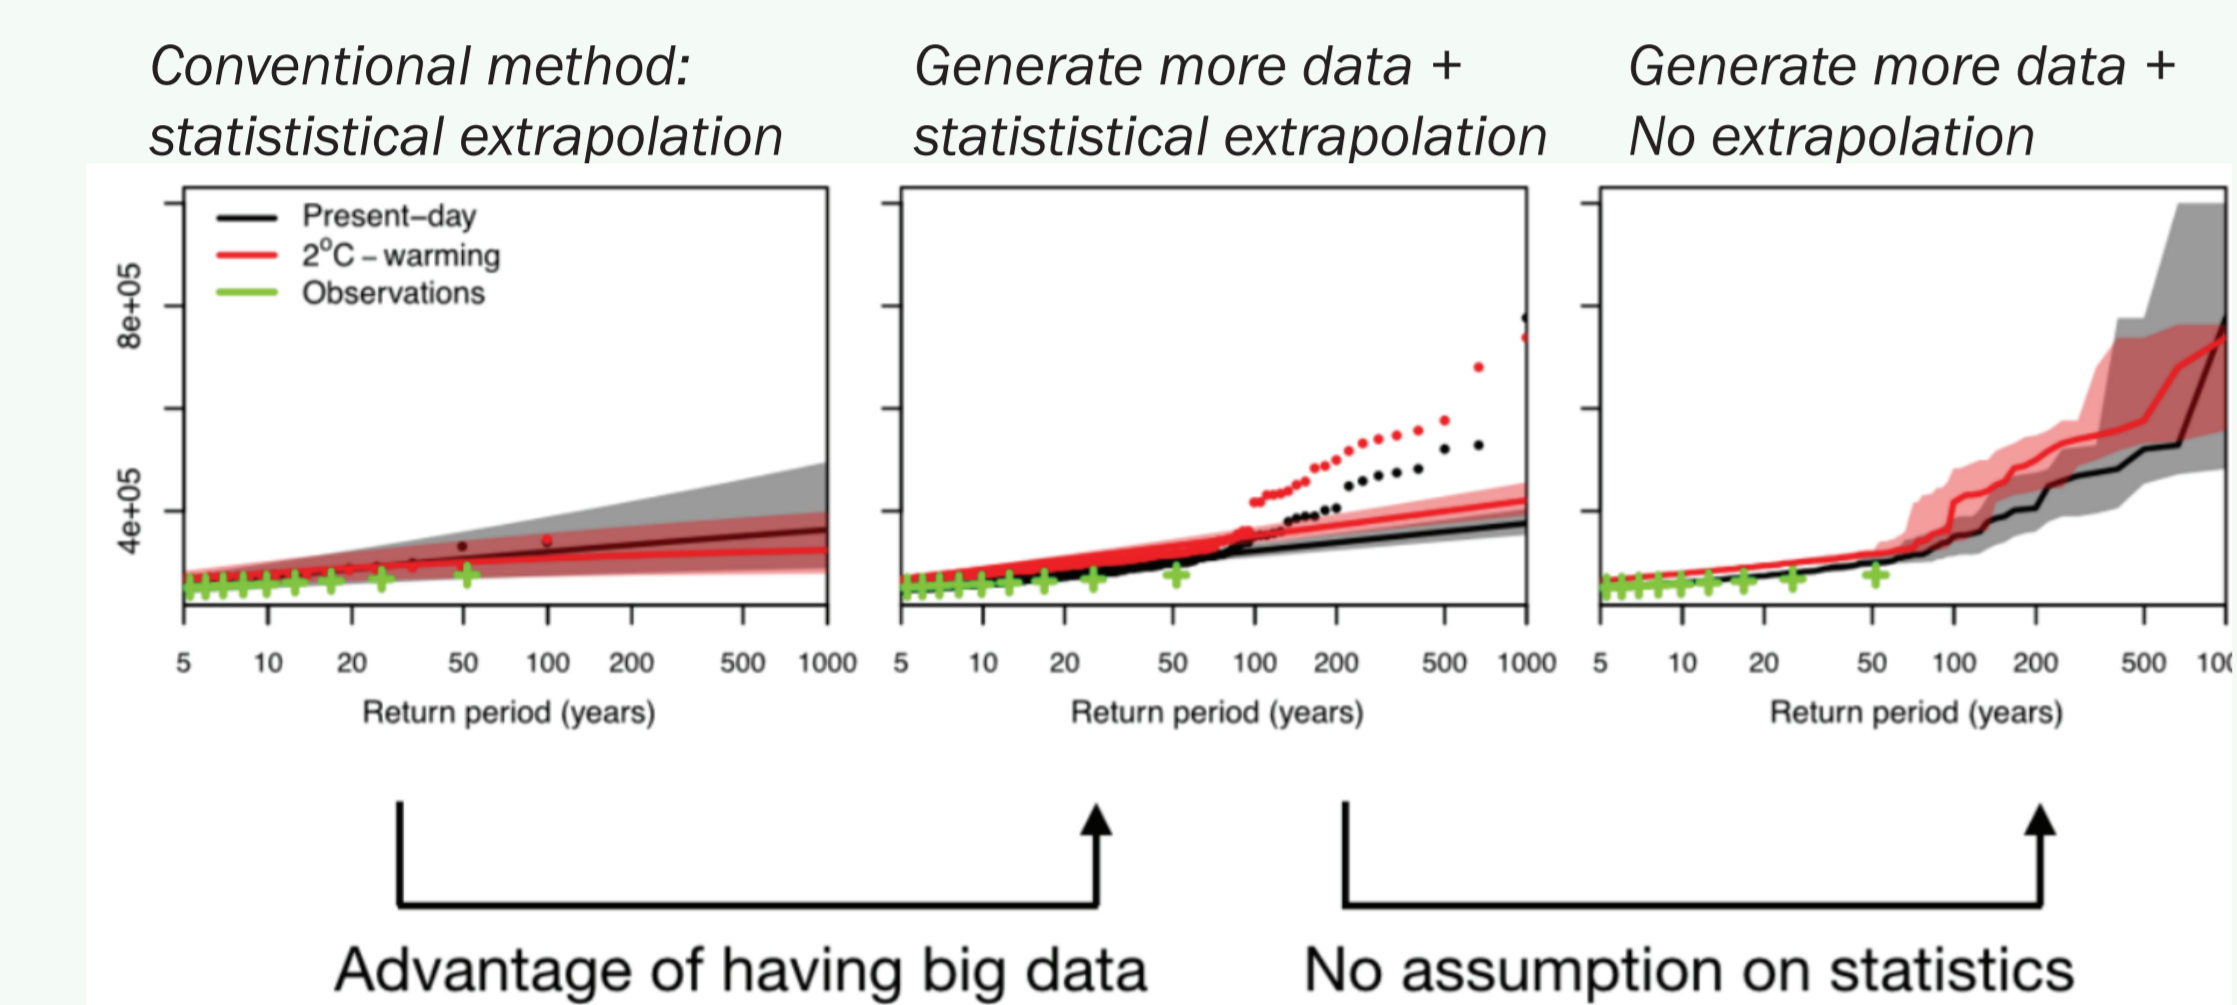 Conventional method:
statististical extrapolation
Generate more data +
statististical extrapolation
Generate more data +
No extrapolation
Present–day
2°C – warming
Observations
8e+05
4e+05
5 10 20 50 100 200 500 1000
Return period (years)
5 10 20 50 100 200 500 1000
Return period (years)
5 10 20 50 100 200 500 100
Return period (years)
Advantage of having big data
No assumption on statistics